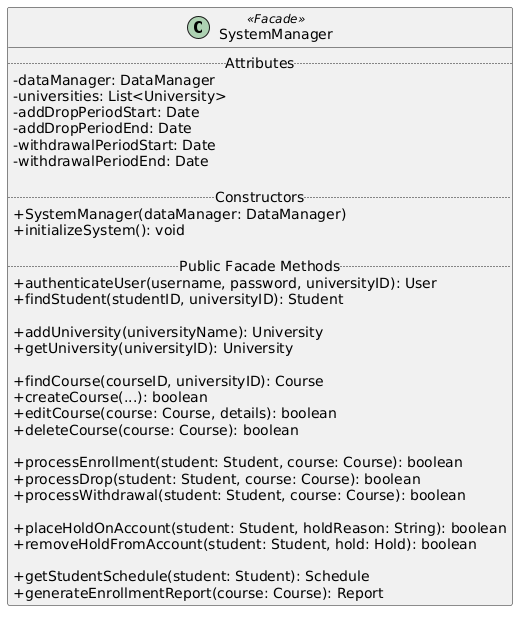 C
«Facade»
SystemManager
Attributes
-dataManager: DataManager
-universities: List<University>
-addDropPeriodStart: Date
-addDropPeriodEnd: Date
-withdrawalPeriodStart: Date
-withdrawalPeriodEnd: Date
Constructors
+SystemManager(dataManager: DataManager)
+initializeSystem(): void
Public Facade Methods
+authenticateUser(username, password, universityID): User
+findStudent(studentID, universityID): Student
+addUniversity(universityName): University
+getUniversity(universityID): University
+findCourse(courseID, universityID): Course
+createCourse(...): boolean
+editCourse(course: Course, details): boolean
+deleteCourse(course: Course): boolean
+processEnrollment(student: Student, course: Course): boolean
+processDrop(student: Student, course: Course): boolean
+processWithdrawal(student: Student, course: Course): boolean
+placeHoldOnAccount(student: Student, holdReason: String): boolean
+removeHoldFromAccount(student: Student, hold: Hold): boolean
+getStudentSchedule(student: Student): Schedule
+generateEnrollmentReport(course: Course): Report